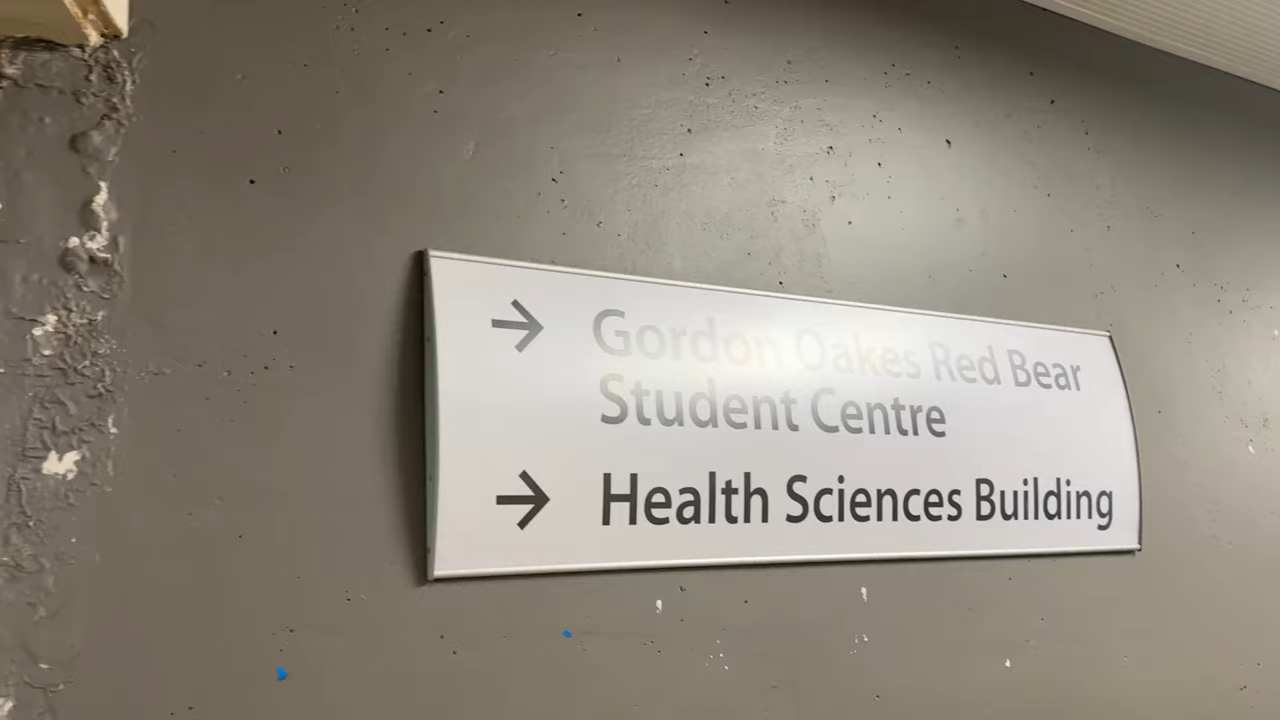 → Gordon Oakes Red Bear
Student Centre
→ Health Sciences Building